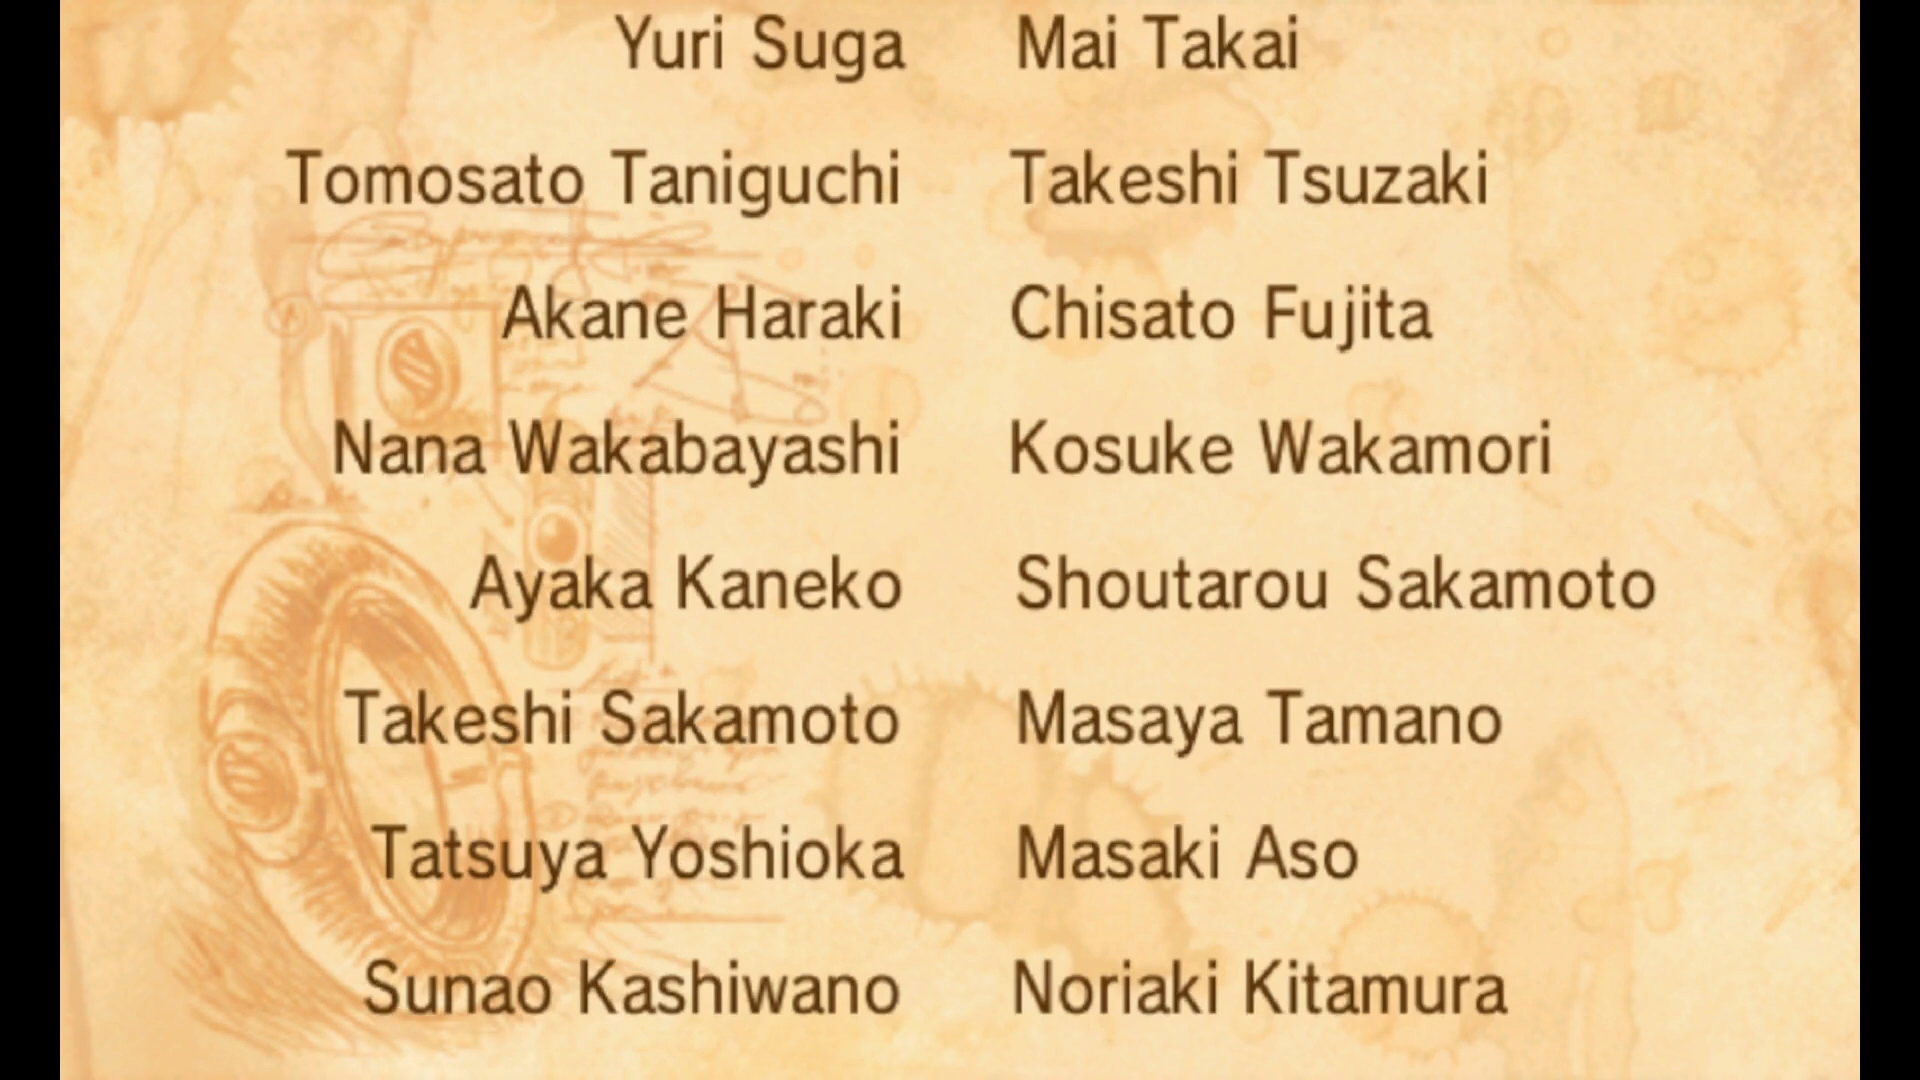 Yuri Suga Mai Takai
Tomosato Taniguchi Takeshi Tsuzaki
Akane Haraki Chisato Fujita
Nana Wakabayashi Kosuke Wakamori
Ayaka Kaneko Shoutarou Sakamoto
Takeshi Sakamoto Masaya Tamano
Tatsuya Yoshioka Masaki Aso
Sunao Kashiwano Noriaki Kitamura